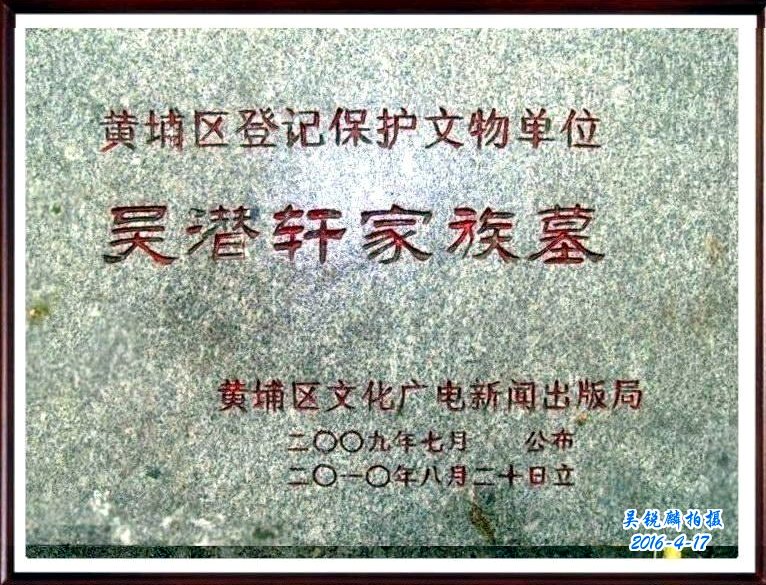 黄埔区登记保护文物单位
吴潜轩家族墓
黄埔区文化广电新闻出版局
二〇〇九年七月 公布
二〇一〇年八月二十日立
吴锐麟拍摄
2016-4-17